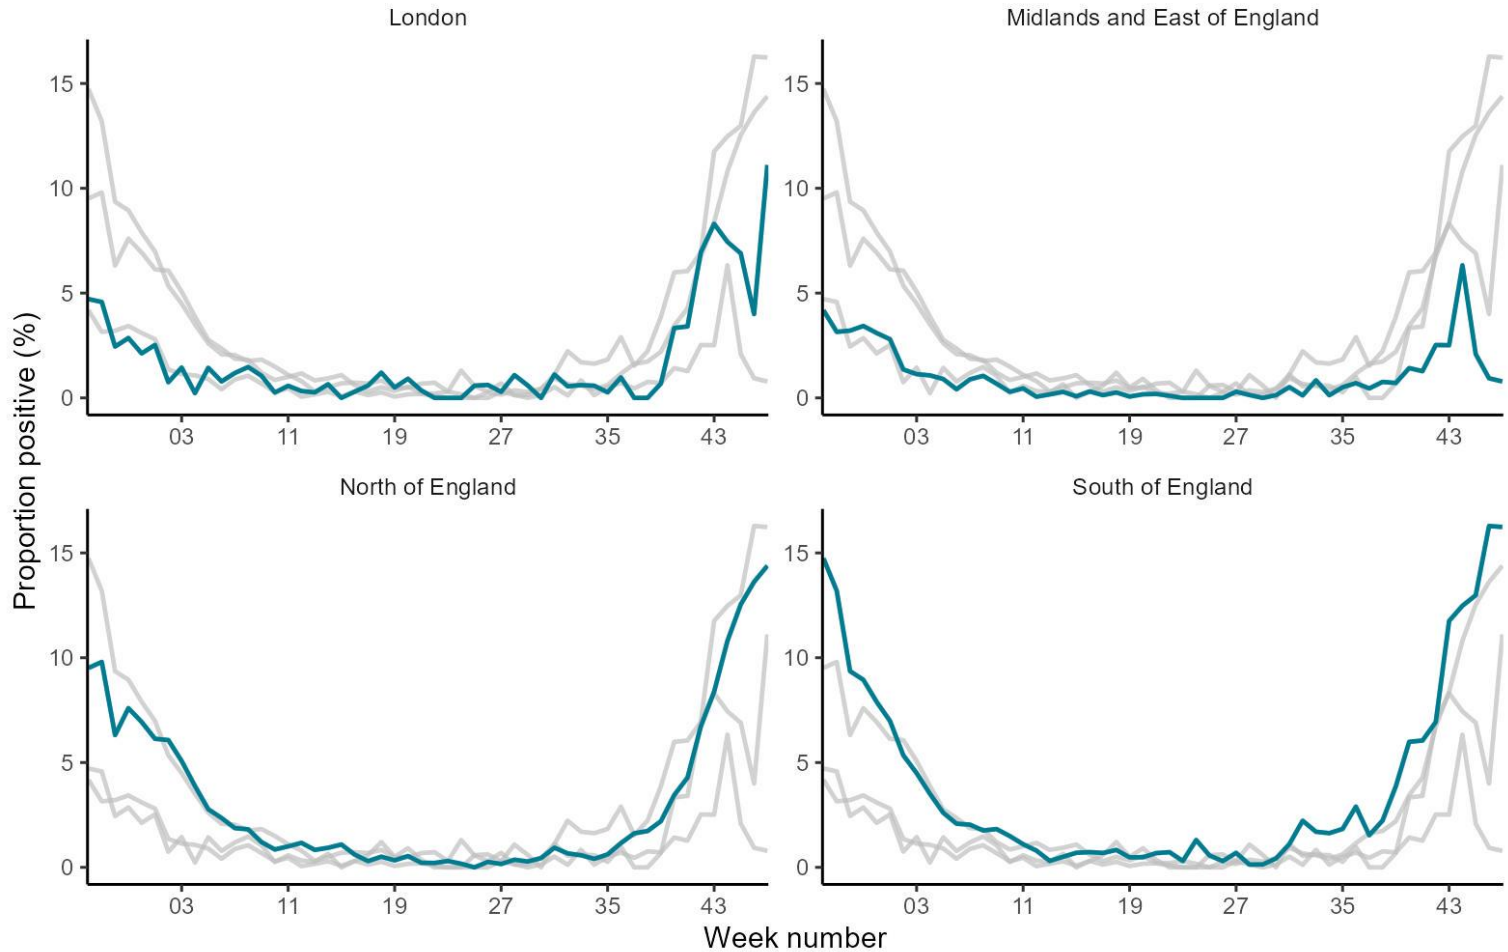 London
Midlands and East of England
15
10
5
0
03 11 19 27 35 43
15
10
5
0
03 11 19 27 35 43
North of England
South of England
15
10
5
0
03 11 19 27 35 43
15
10
5
0
03 11 19 27 35 43
Proportion positive (%)
Week number